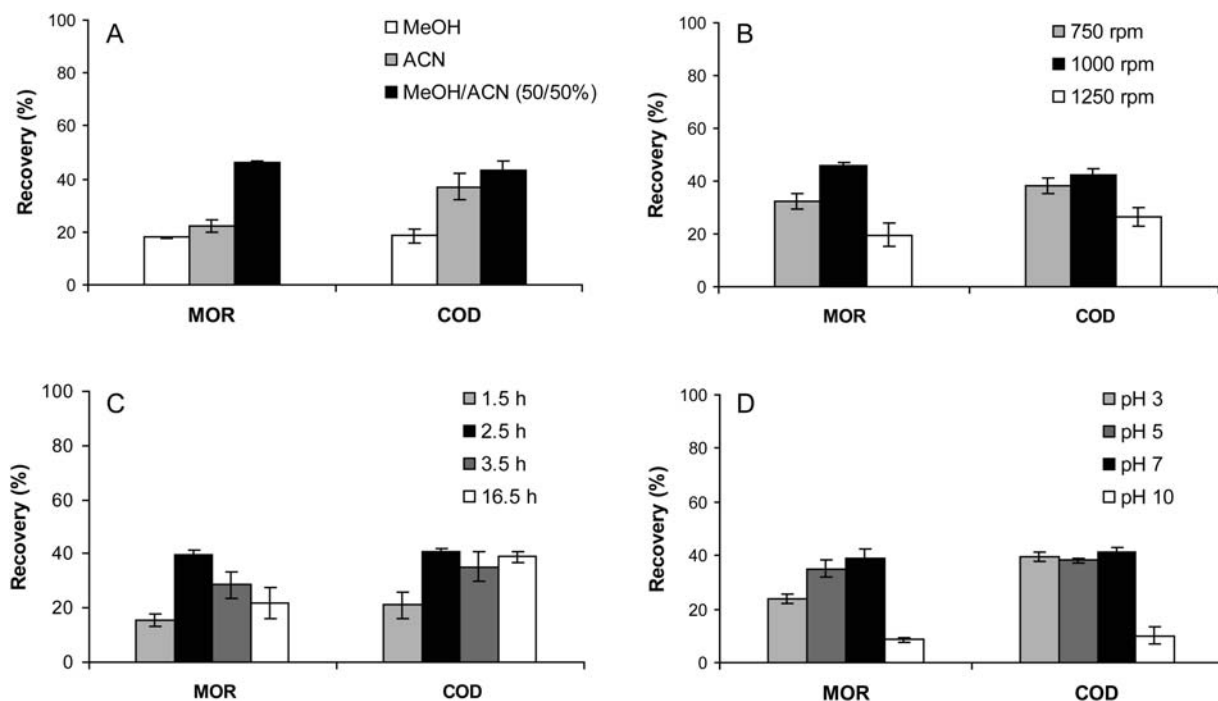 A
MeOH
ACN
MeOH/ACN (50/50%)
Recovery (%)
100
80
60
40
20
0
MOR
COD
B
750 rpm
1000 rpm
1250 rpm
Recovery (%)
100
80
60
40
20
0
MOR
COD
C
1.5 h
2.5 h
3.5 h
16.5 h
Recovery (%)
100
80
60
40
20
0
MOR
COD
D
pH 3
pH 5
pH 7
pH 10
Recovery (%)
100
80
60
40
20
0
MOR
COD